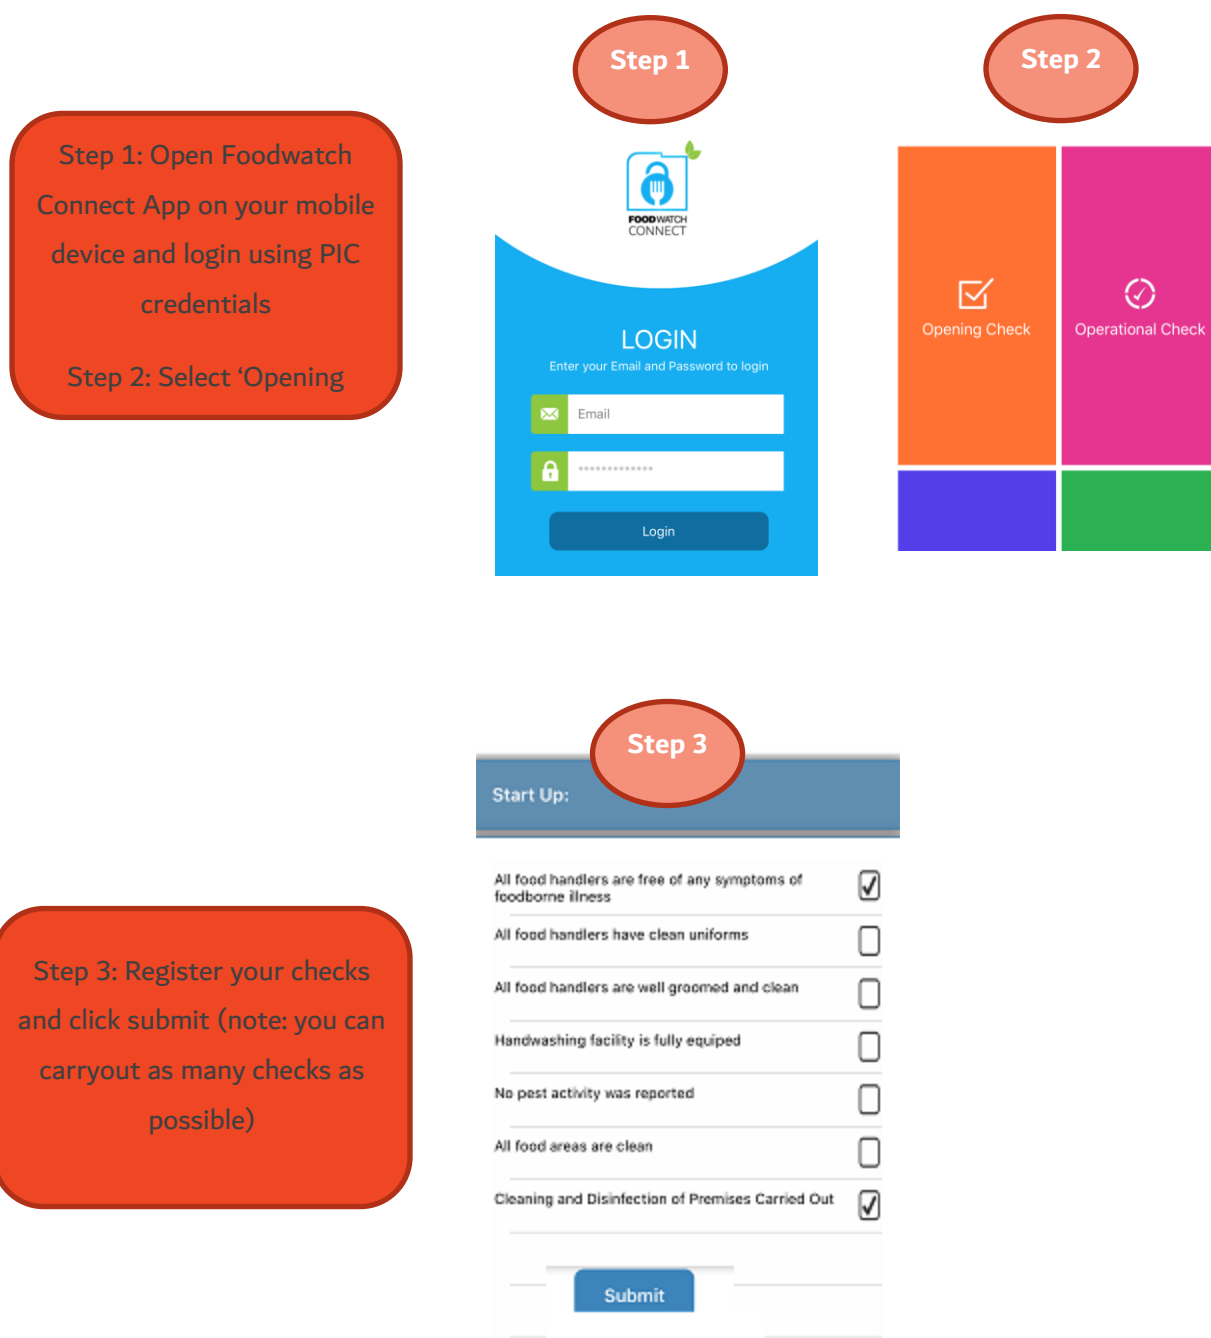 Step 1
Step 2
Step 1: Open Foodwatch
Connect App on your mobile
device and login using PIC
credentials
Step 2: Select ‘Opening
FOODWATCH
CONNECT
LOGIN
Enter your Email and Password to login
Email
*************
Login
Opening Check
Operational Check
Step 3
Start Up:
Step 3: Register your checks
and click submit (note: you can
carryout as many checks as
possible)
All food handlers are free of any symptoms of
foodborne illness
All food handlers have clean uniforms
All food handlers are well groomed and clean
Handwashing facility is fully equiped
No pest activity was reported
All food areas are clean
Cleaning and Disinfection of Premises Carried Out
Submit